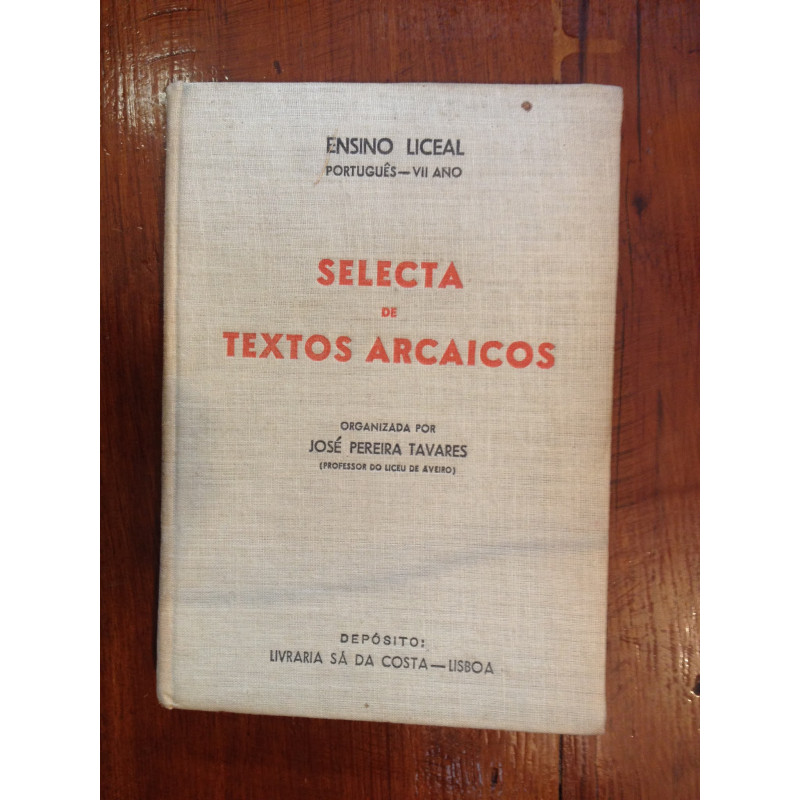 ENSINO LICEAL
PORTUGUÊS — VII ANO
SELECTA
DE
TEXTOS ARCAICOS
ORGANIZADA POR
JOSÉ PEREIRA TAVARES
(PROFESSOR DO LICEU DE AVEIRO)
DEPÓSITO:
LIVRARIA SÁ DA COSTA — LISBOA